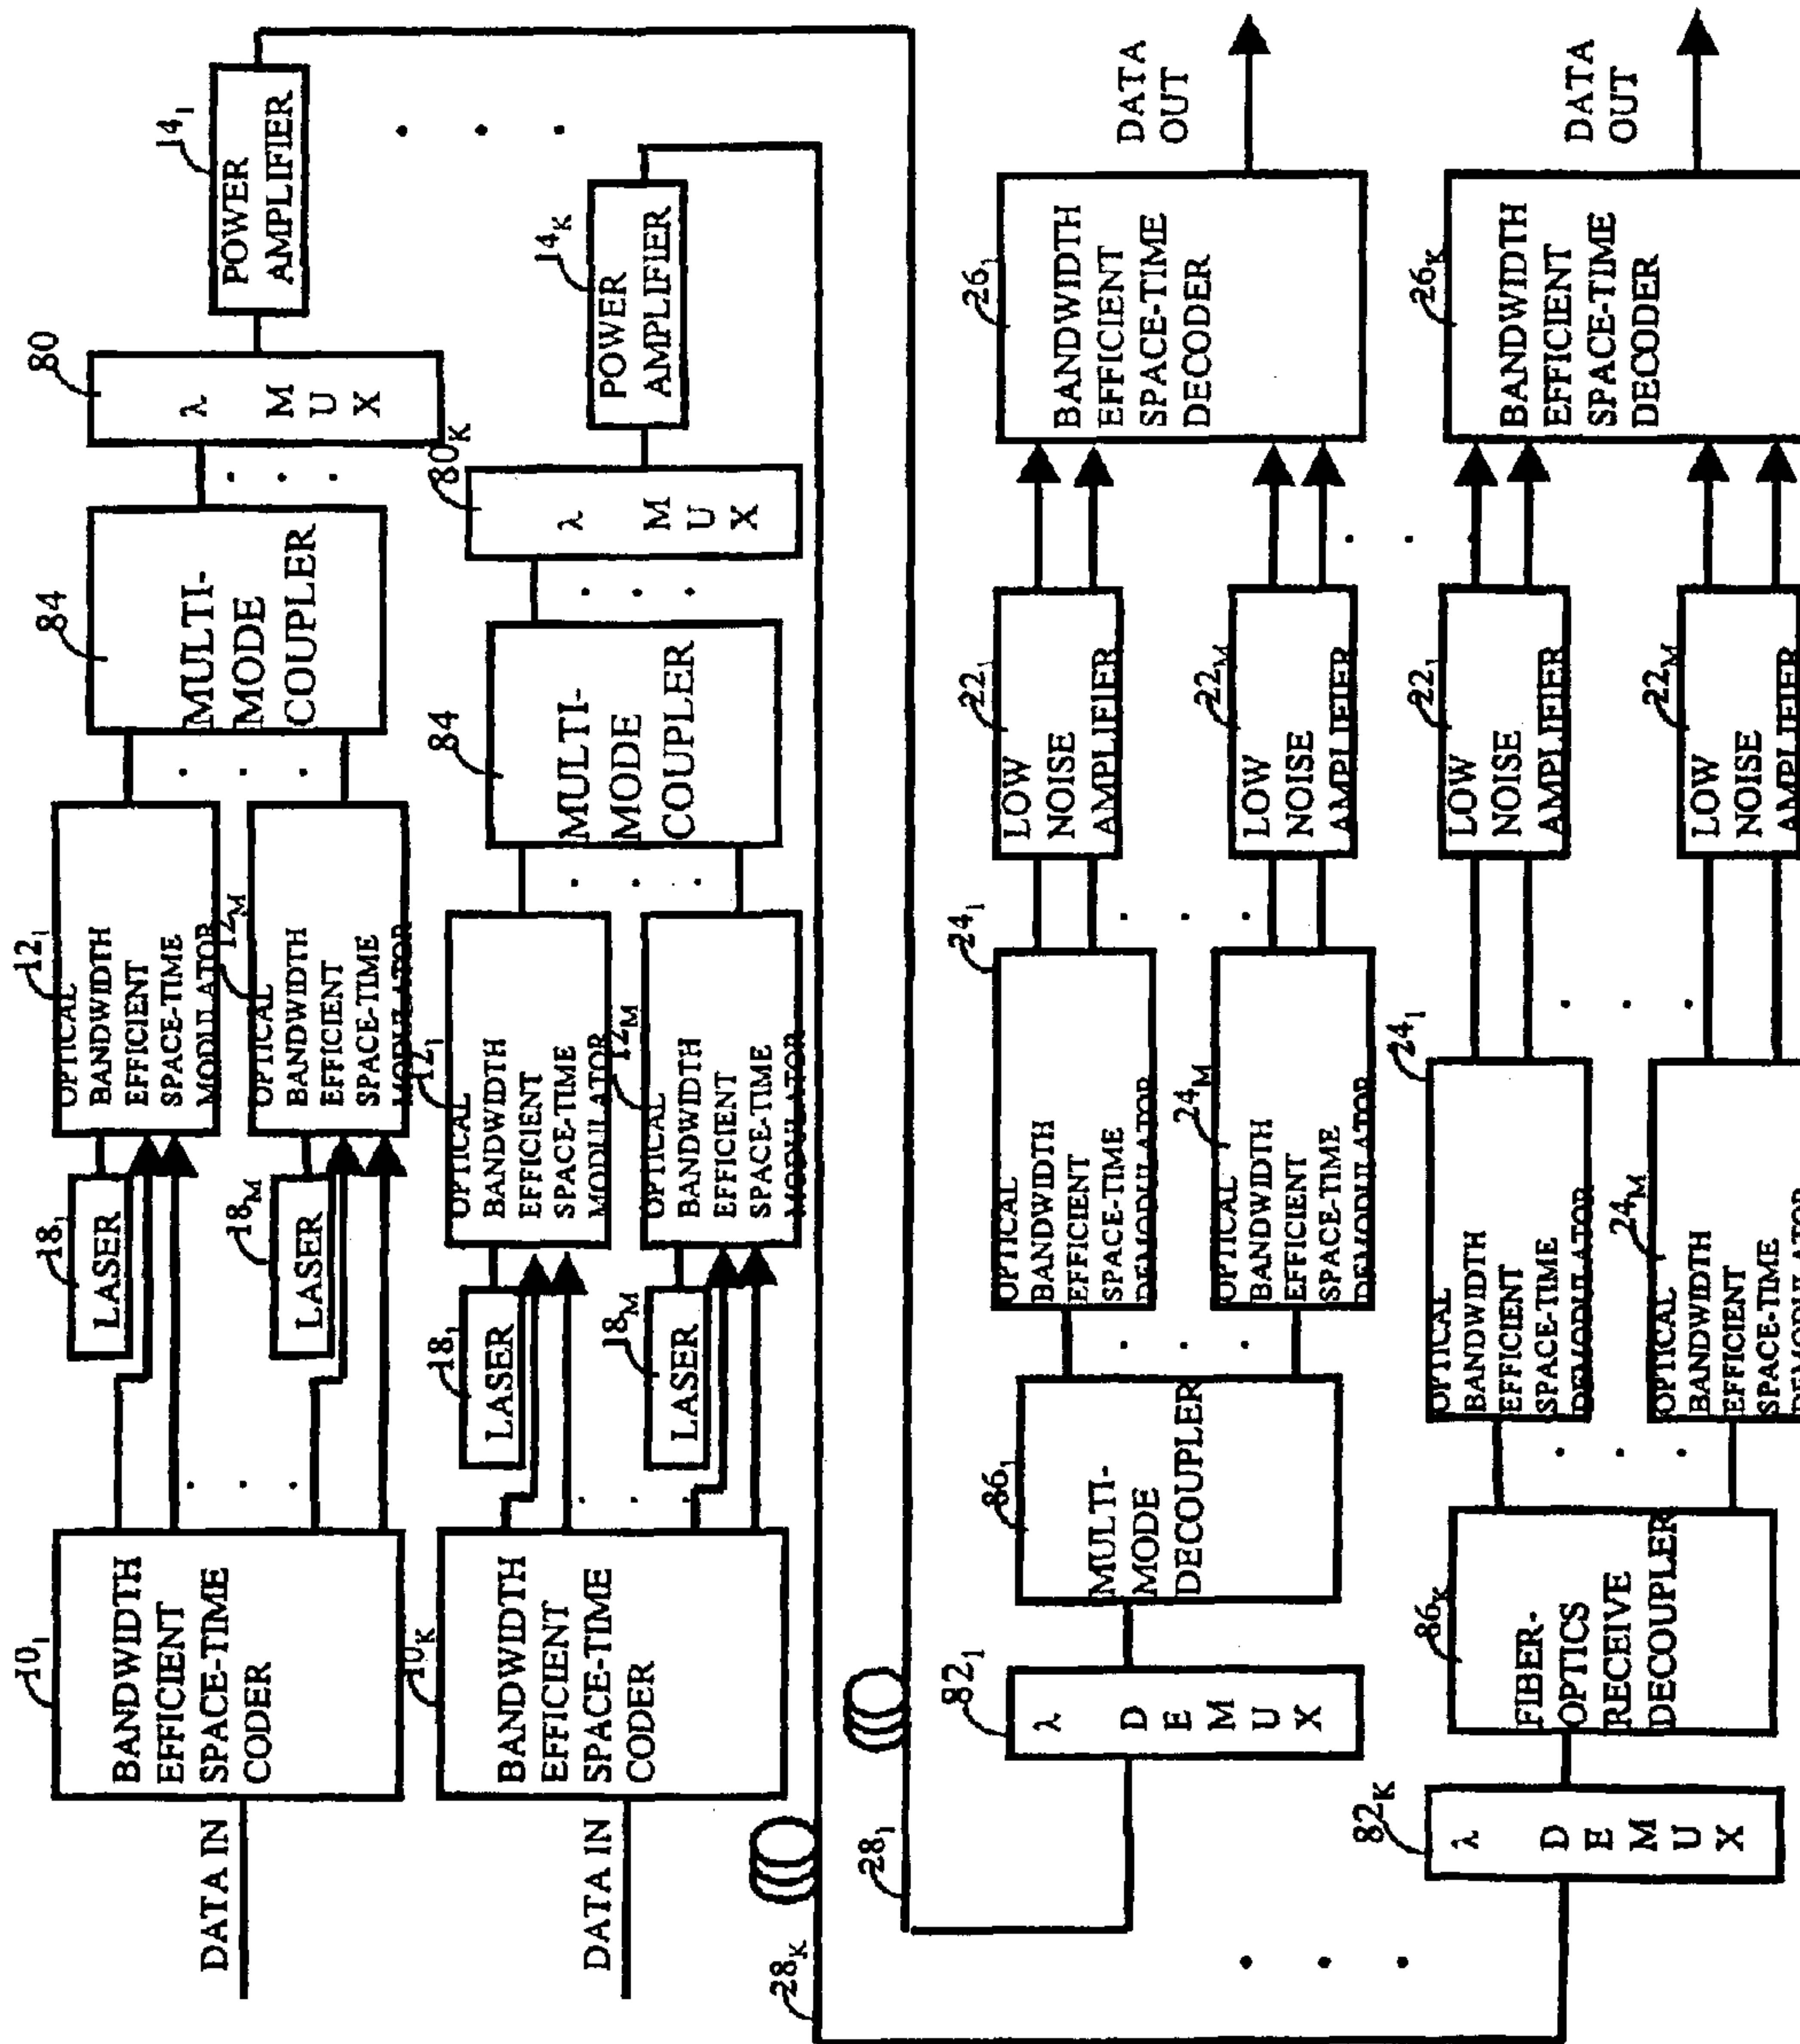 DATA IN
10₁
BANDWIDTH
EFFICIENT
SPACE-TIME
CODER
18₁
LASER
18M
LASER
12₁
OPTICAL
BANDWIDTH
EFFICIENT
SPACE-TIME
MODULATOR
12M
OPTICAL
BANDWIDTH
EFFICIENT
SPACE-TIME
MODULATOR
84
MULTI-
MODE
COUPLER
80
λ
M
U
X
14₁
POWER
AMPLIFIER
DATA IN
10K
BANDWIDTH
EFFICIENT
SPACE-TIME
CODER
18₁
LASER
18M
LASER
12₁
OPTICAL
BANDWIDTH
EFFICIENT
SPACE-TIME
MODULATOR
12M
OPTICAL
BANDWIDTH
EFFICIENT
SPACE-TIME
MODULATOR
84
MULTI-
MODE
COUPLER
80K
λ
M
U
X
14K
POWER
AMPLIFIER
28K
28₁
82₁
λ
D
E
M
U
X
86₁
MULTI-
MODE
DECOUPLER
24₁
OPTICAL
BANDWIDTH
EFFICIENT
SPACE-TIME
DEMODULATOR
24M
OPTICAL
BANDWIDTH
EFFICIENT
SPACE-TIME
DEMODULATOR
22₁
LOW
NOISE
AMPLIFIER
22M
LOW
NOISE
AMPLIFIER
26₁
BANDWIDTH
EFFICIENT
SPACE-TIME
DECODER
DATA
OUT
82K
λ
D
E
M
U
X
86K
FIBER-
OPTICS
RECEIVE
DECOUPLER
24₁
OPTICAL
BANDWIDTH
EFFICIENT
SPACE-TIME
DEMODULATOR
24M
OPTICAL
BANDWIDTH
EFFICIENT
SPACE-TIME
DEMODULATOR
22₁
LOW
NOISE
AMPLIFIER
22M
LOW
NOISE
AMPLIFIER
26K
BANDWIDTH
EFFICIENT
SPACE-TIME
DECODER
DATA
OUT